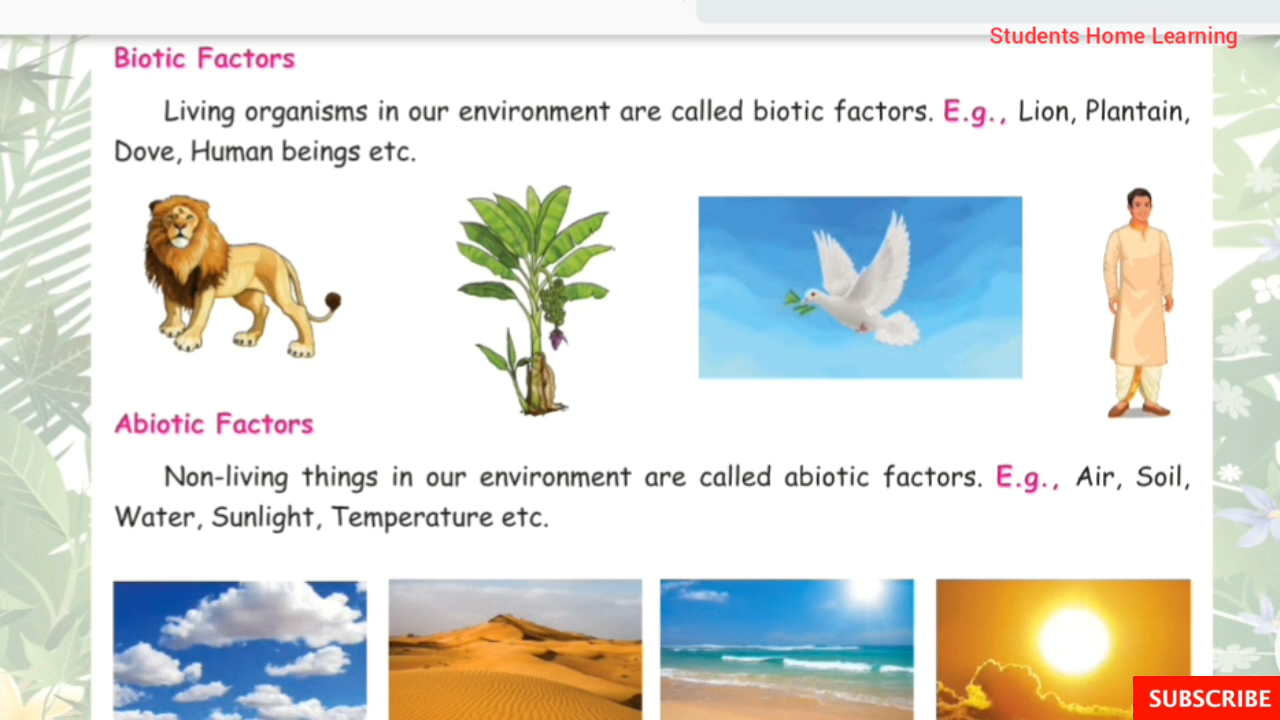 Students Home Learning
Biotic Factors
Living organisms in our environment are called biotic factors. E.g., Lion, Plantain,
Dove, Human beings etc.
Abiotic Factors
Non-living things in our environment are called abiotic factors. E.g., Air, Soil,
Water, Sunlight, Temperature etc.
SUBSCRIBE